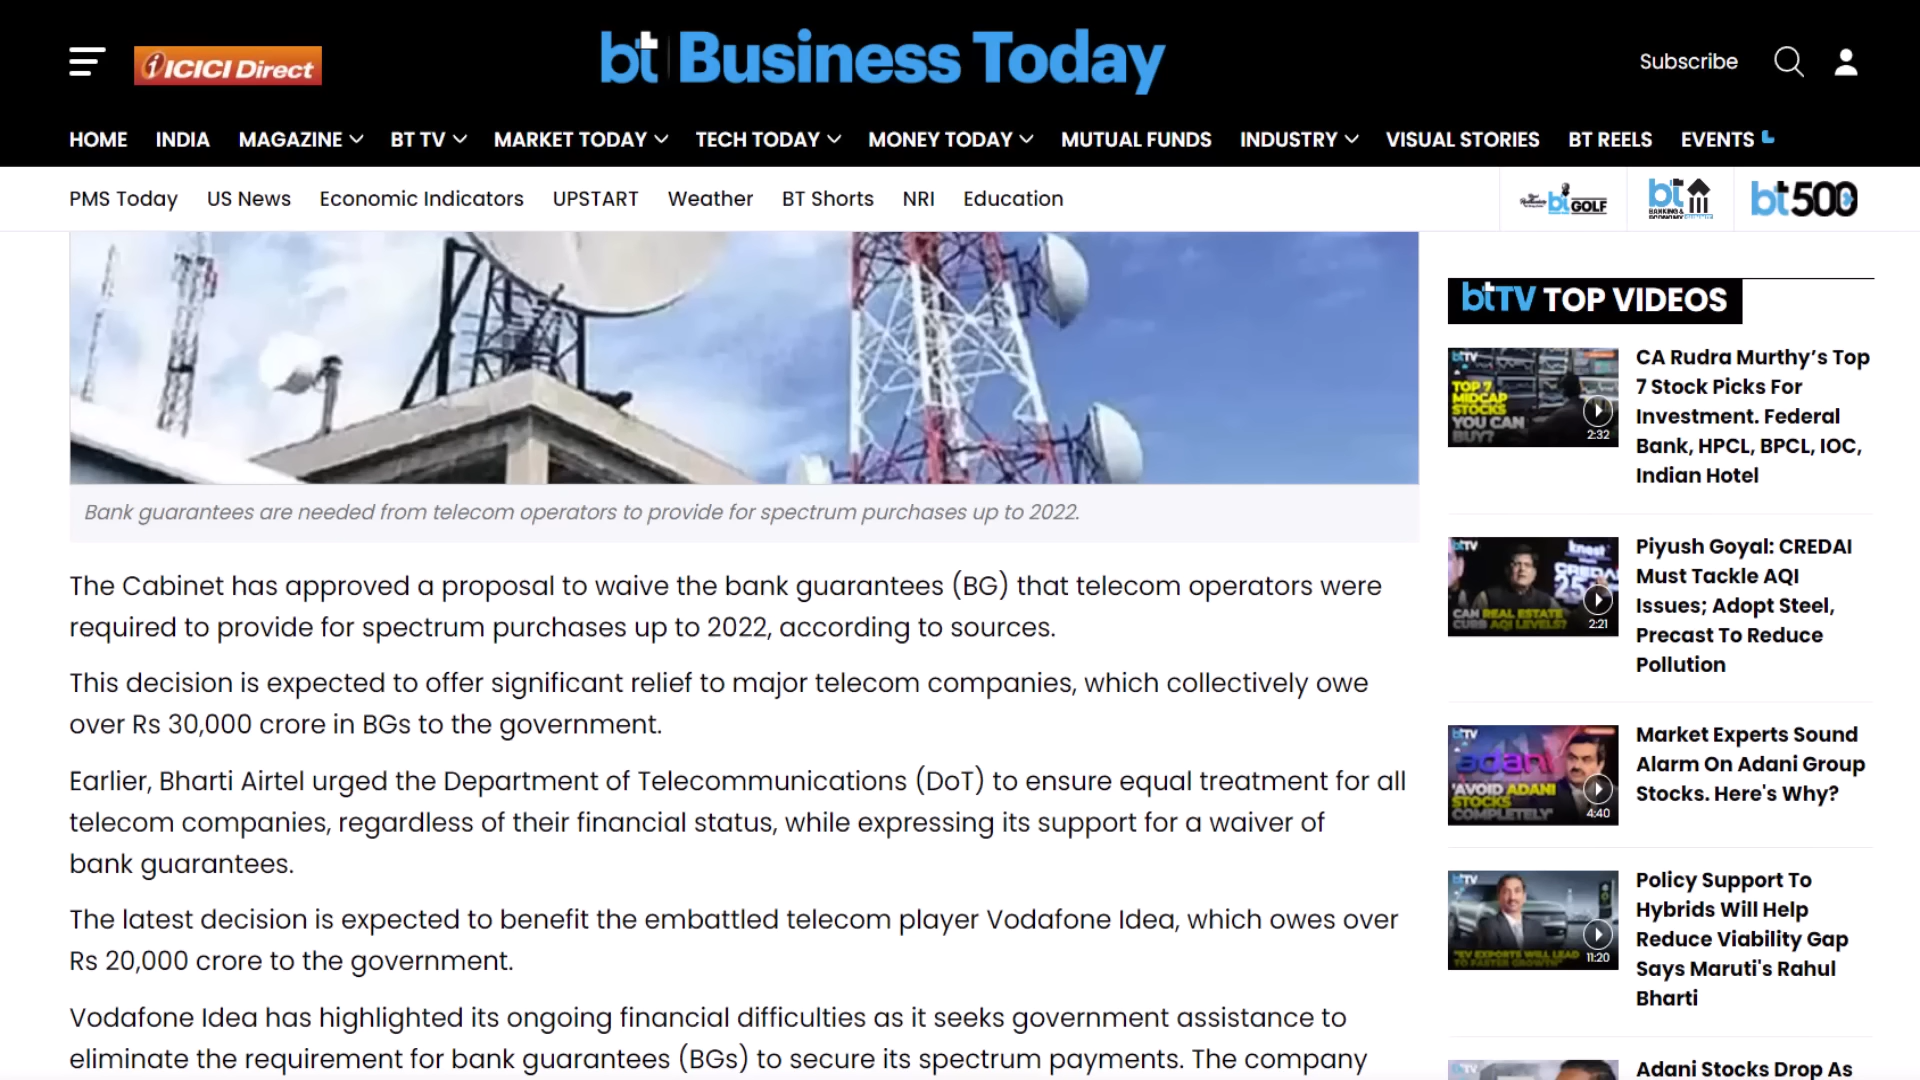 ICICI Direct
bt Business Today
Subscribe
HOME INDIA MAGAZINE BT TV MARKET TODAY TECH TODAY MONEY TODAY MUTUAL FUNDS INDUSTRY VISUAL STORIES BT REELS EVENTS
PMS Today US News Economic Indicators UPSTART Weather BT Shorts NRI Education
bt GOLF
bt BANKING & ECONOMY SUMMIT
bt500
Bank guarantees are needed from telecom operators to provide for spectrum purchases up to 2022.
The Cabinet has approved a proposal to waive the bank guarantees (BG) that telecom operators were
required to provide for spectrum purchases up to 2022, according to sources.
This decision is expected to offer significant relief to major telecom companies, which collectively owe
over Rs 30,000 crore in BGs to the government.
Earlier, Bharti Airtel urged the Department of Telecommunications (DoT) to ensure equal treatment for all
telecom companies, regardless of their financial status, while expressing its support for a waiver of
bank guarantees.
The latest decision is expected to benefit the embattled telecom player Vodafone Idea, which owes over
Rs 20,000 crore to the government.
Vodafone Idea has highlighted its ongoing financial difficulties as it seeks government assistance to
eliminate the requirement for bank guarantees (BGs) to secure its spectrum payments. The company
btTV TOP VIDEOS
btTV
TOP 7
MIDCAP
STOCKS
YOU CAN
BUY?
2:32
CA Rudra Murthy’s Top
7 Stock Picks For
Investment. Federal
Bank, HPCL, BPCL, IOC,
Indian Hotel
btTV
knest
CREDAI
25
CAN REAL ESTATE
CURB AQI LEVELS?
2:21
Piyush Goyal: CREDAI
Must Tackle AQI
Issues; Adopt Steel,
Precast To Reduce
Pollution
btTV
adani
'AVOID ADANI
STOCKS
COMPLETELY'
4:40
Market Experts Sound
Alarm On Adani Group
Stocks. Here's Why?
btTV
"EV EXPORTS WILL LEAD
TO FASTER GROWTH"
11:20
Policy Support To
Hybrids Will Help
Reduce Viability Gap
Says Maruti's Rahul
Bharti
btTV
Adani Stocks Drop As